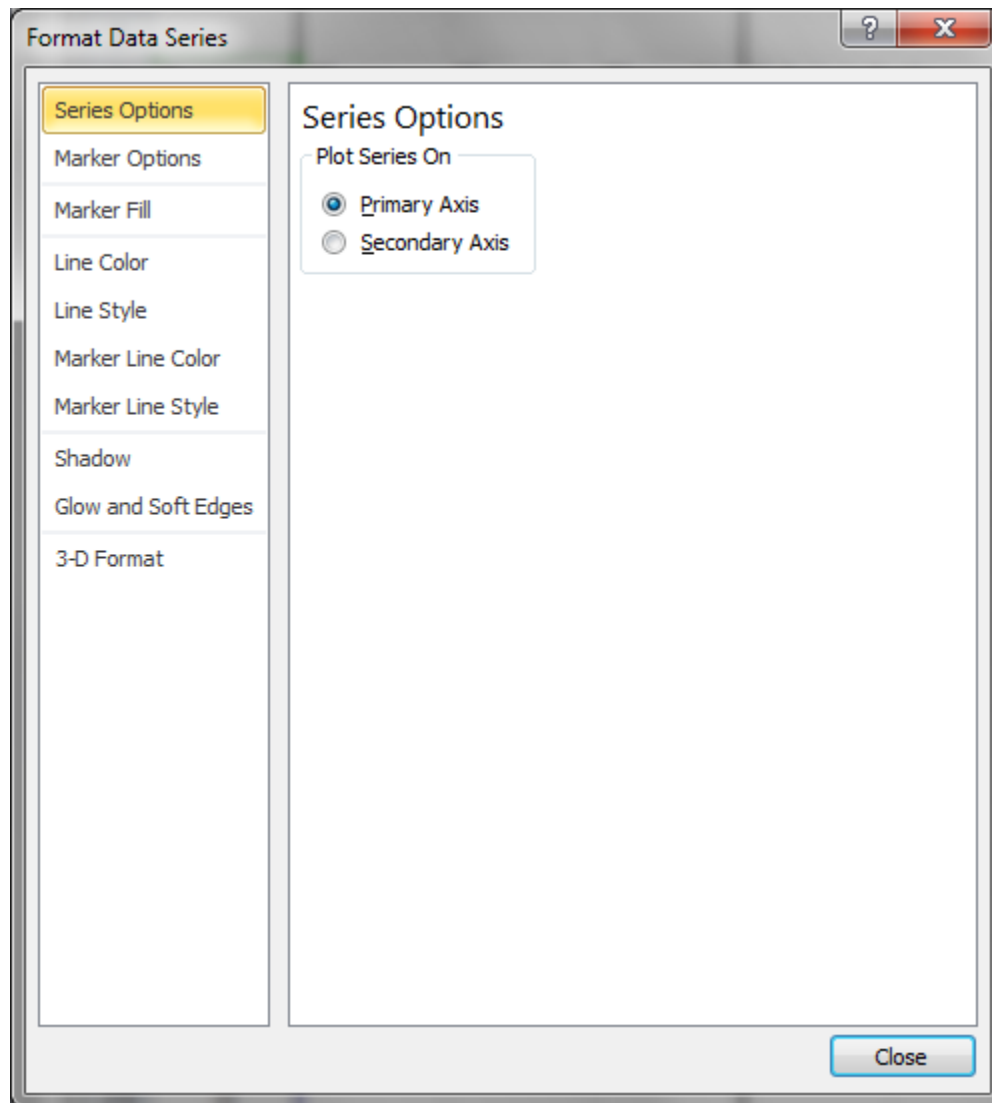 Format Data Series
Series Options
Marker Options
Marker Fill
Line Color
Line Style
Marker Line Color
Marker Line Style
Shadow
Glow and Soft Edges
3-D Format
Series Options
Plot Series On
Primary Axis
Secondary Axis
Close